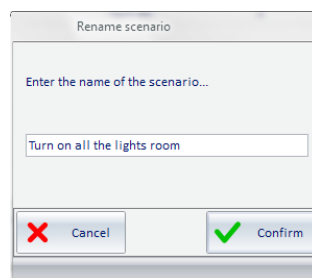 Rename scenario
Enter the name of the scenario...
Turn on all the lights room
Cancel
Confirm